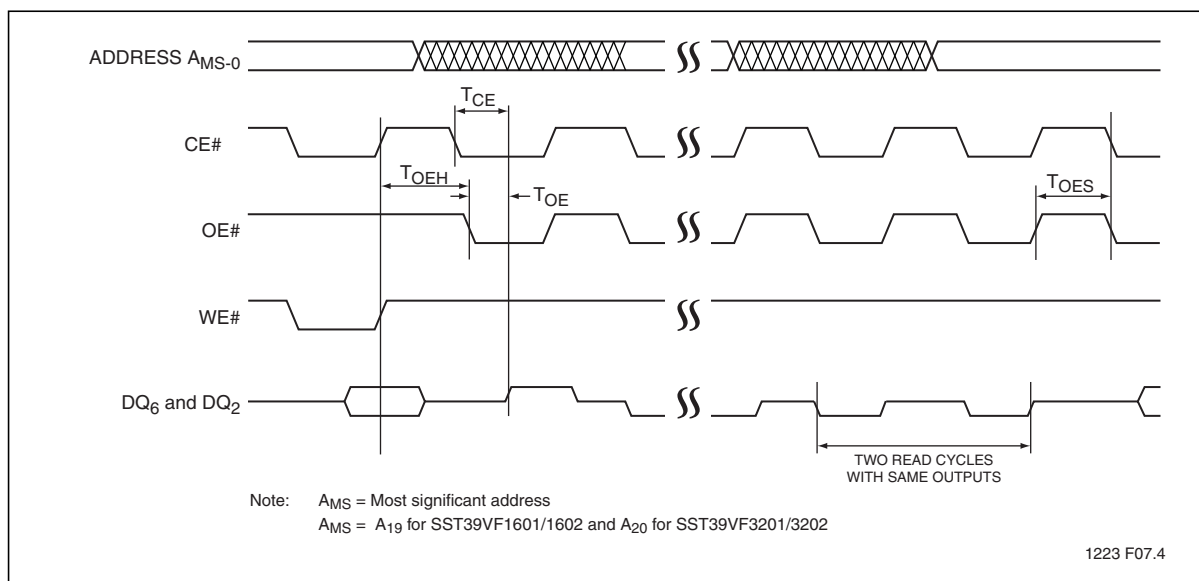 ADDRESS AMS-0
TCE
CE#
TOEH
TOE
TOES
OE#
WE#
DQ6 and DQ2
TWO READ CYCLES
WITH SAME OUTPUTS
Note: AMS = Most significant address
AMS = A19 for SST39VF1601/1602 and A20 for SST39VF3201/3202
1223 F07.4